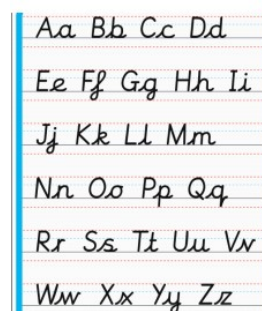 Aa Bb Cc Dd
Ee Ff Gg Hh Ii
Jj Kk Ll Mm
Nn Oo Pp Qq
Rr Ss Tt Uu Vv
Ww Xx Yy Zz